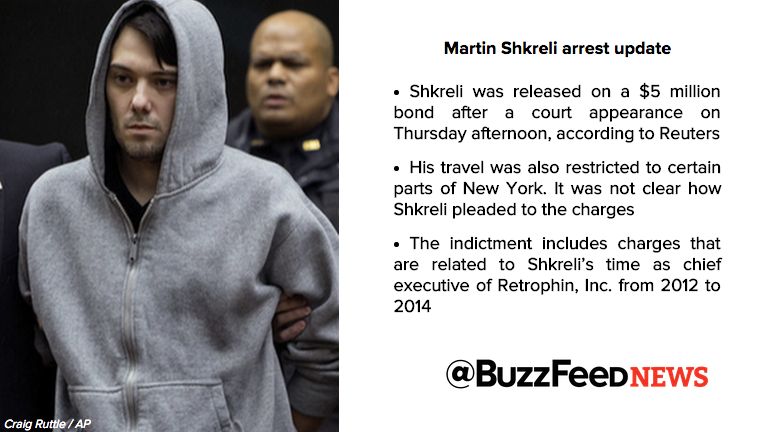 Martin Shkreli arrest update
• Shkreli was released on a $5 million
bond after a court appearance on
Thursday afternoon, according to Reuters
• His travel was also restricted to certain
parts of New York. It was not clear how
Shkreli pleaded to the charges
• The indictment includes charges that
are related to Shkreli’s time as chief
executive of Retrophin, Inc. from 2012 to
2014
@BuzzFeedNEWS
Craig Ruttle / AP